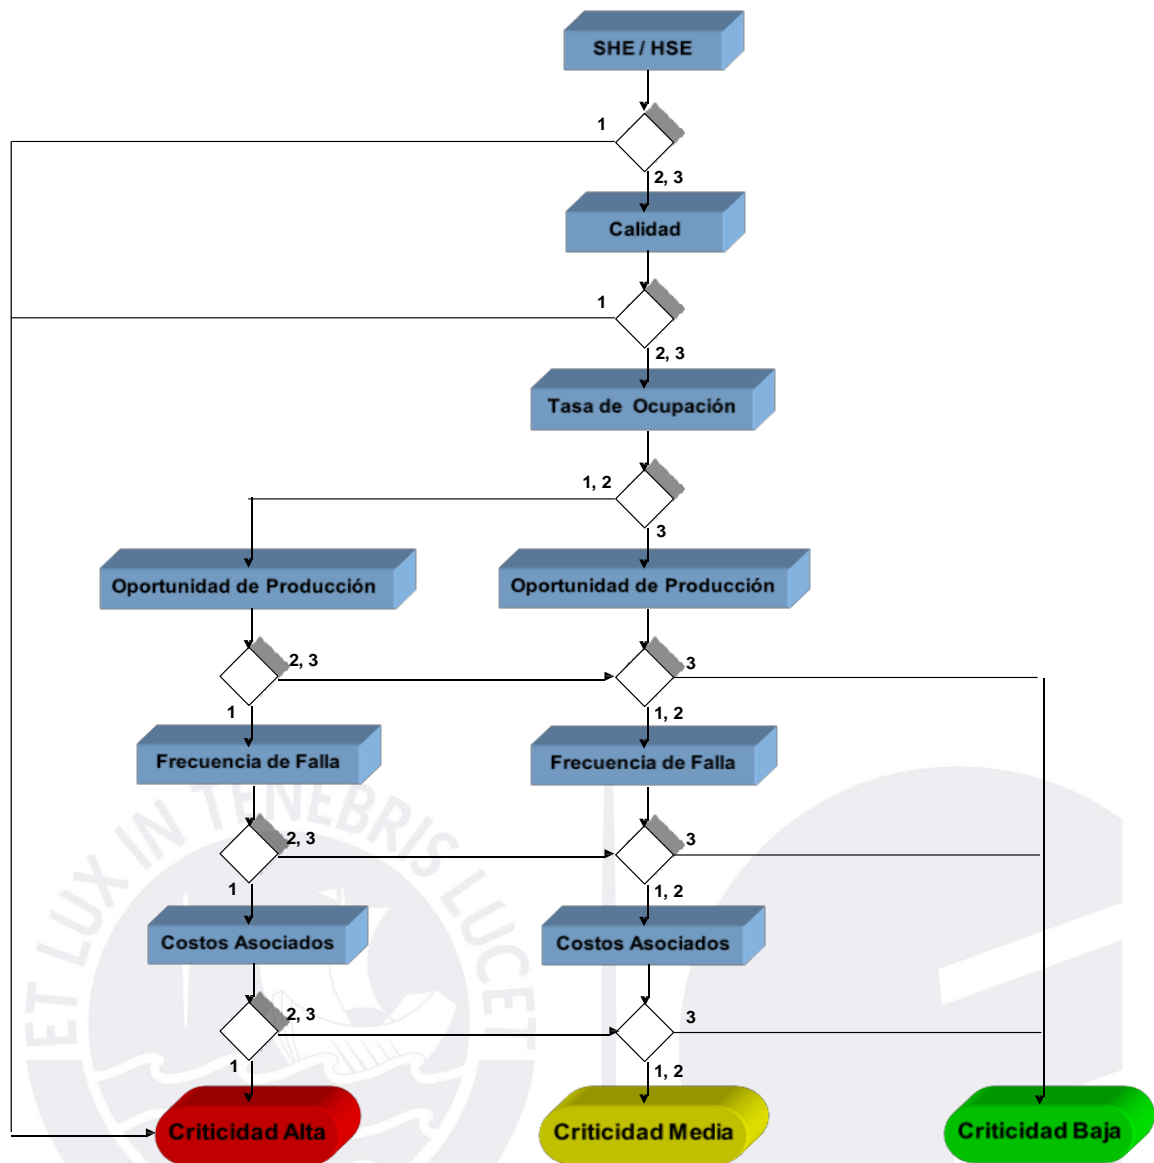 SHE / HSE
1
2, 3
Calidad
1
2, 3
Tasa de Ocupación
1, 2
3
Oportunidad de Producción
Oportunidad de Producción
2, 3
3
1
1, 2
Frecuencia de Falla
Frecuencia de Falla
2, 3
3
1
1, 2
Costos Asociados
Costos Asociados
2, 3
3
1
1, 2
Criticidad Alta
Criticidad Media
Criticidad Baja
ET LUX IN TENEBRIS LUCET